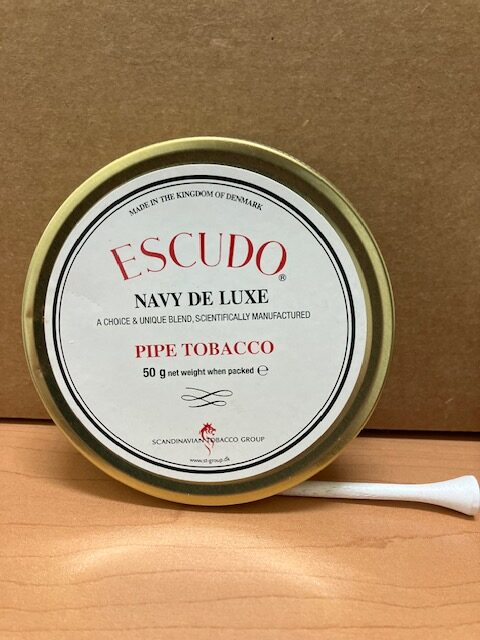 MADE IN THE KINGDOM OF DENMARK
ESCUDO®
NAVY DE LUXE
A CHOICE & UNIQUE BLEND, SCIENTIFICALLY MANUFACTURED
PIPE TOBACCO
50 g net weight when packed ℮
SCANDINAVIAN TOBACCO GROUP
www.st-group.dk